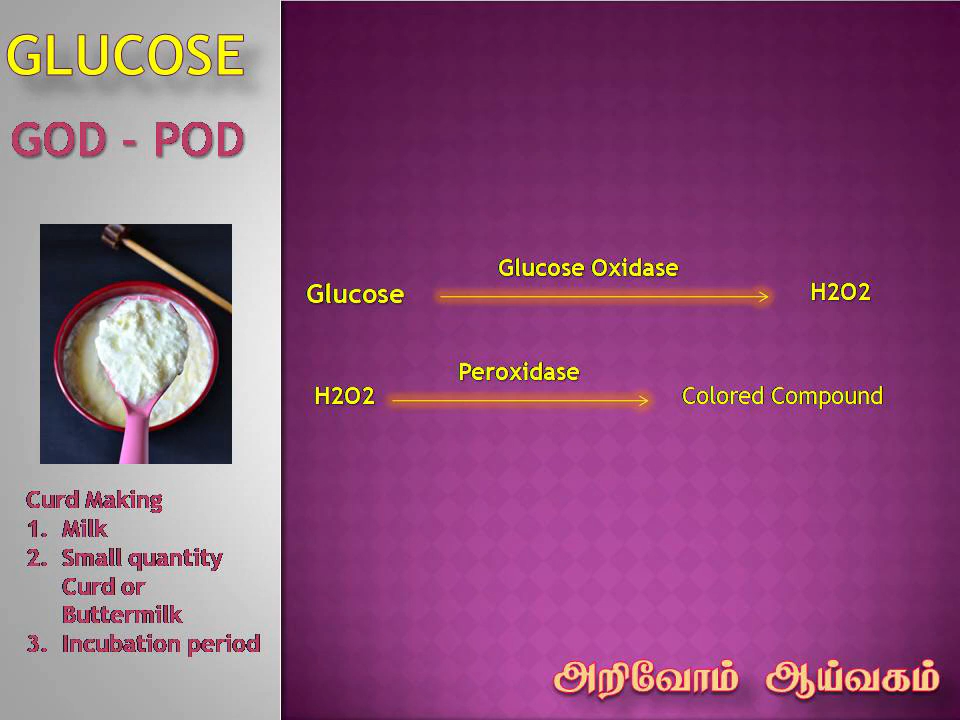 GLUCOSE
GOD - POD
Curd Making
1. Milk
2. Small quantity
Curd or
Buttermilk
3. Incubation period
Glucose Oxidase
Glucose H2O2
Peroxidase
H2O2 Colored Compound
அறிவோம் ஆய்வகம்